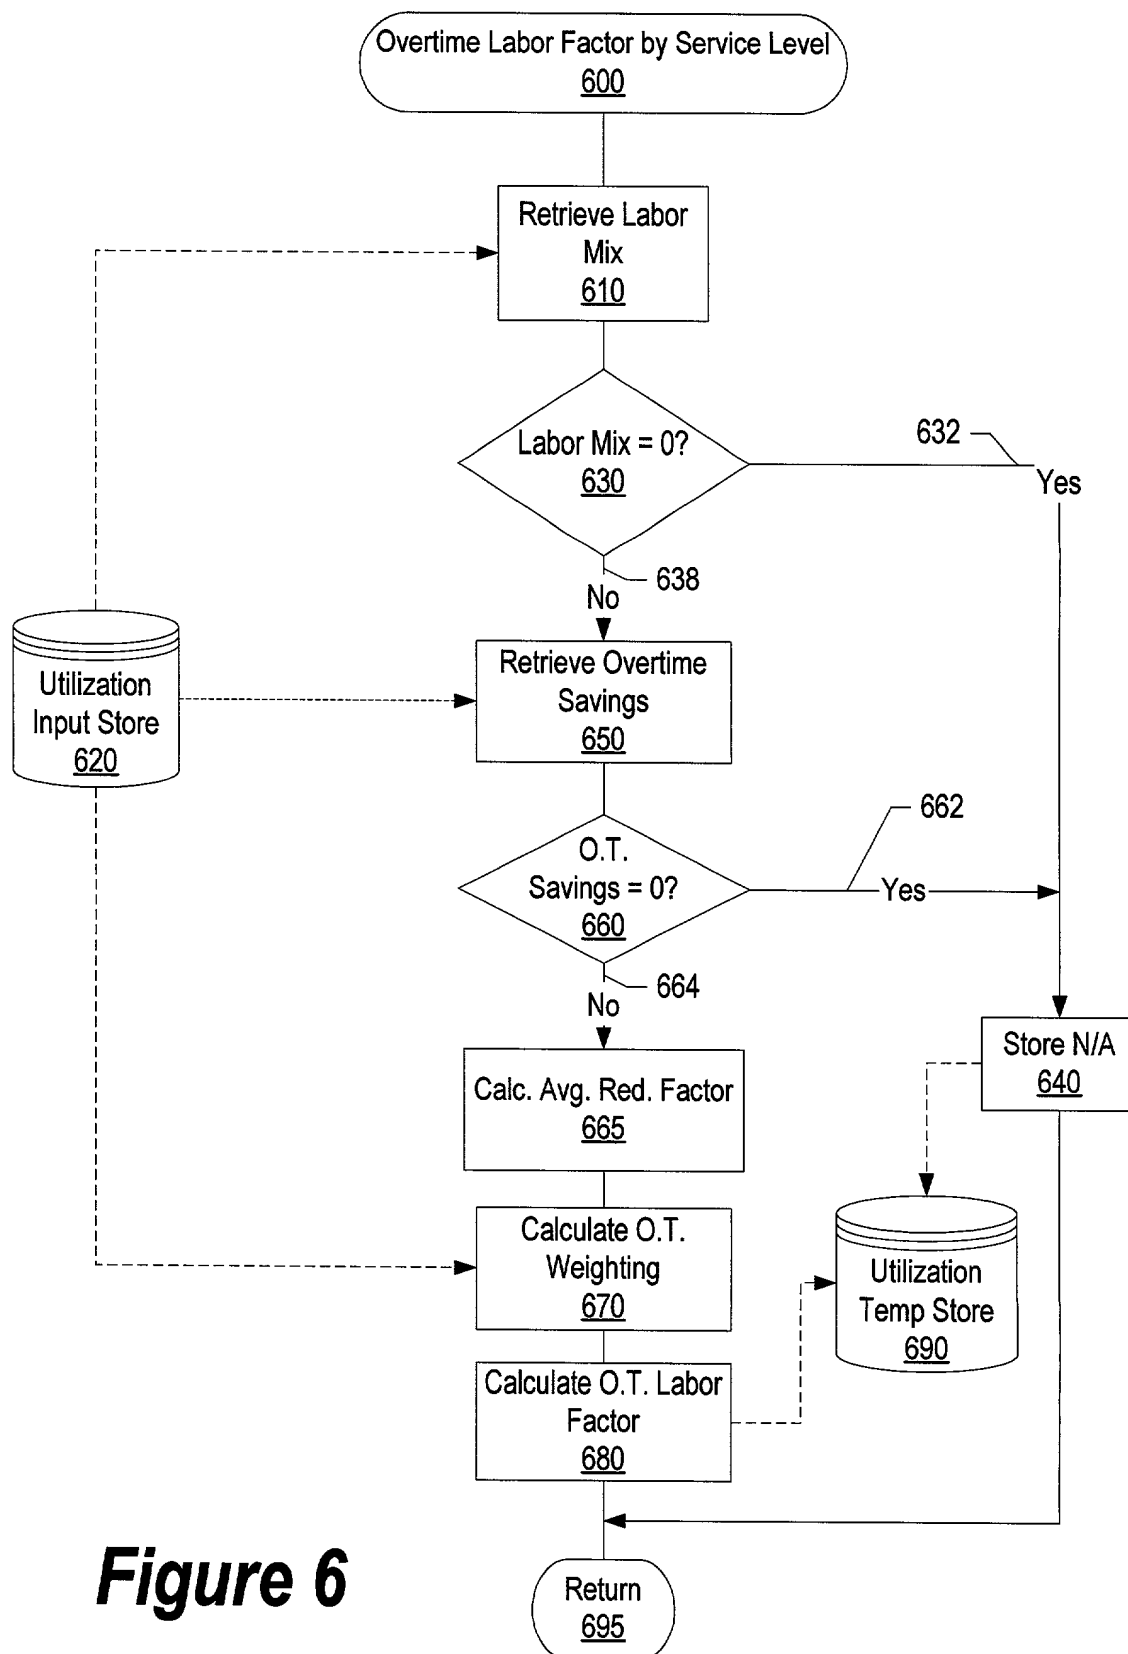 Overtime Labor Factor by Service Level
600
Retrieve Labor
Mix
610
Labor Mix = 0?
630
632
Yes
638
No
Utilization
Input Store
620
Retrieve Overtime
Savings
650
O.T.
Savings = 0?
660
662
Yes
664
No
Calc. Avg. Red. Factor
665
Store N/A
640
Calculate O.T.
Weighting
670
Utilization
Temp Store
690
Calculate O.T. Labor
Factor
680
Return
695
Figure 6